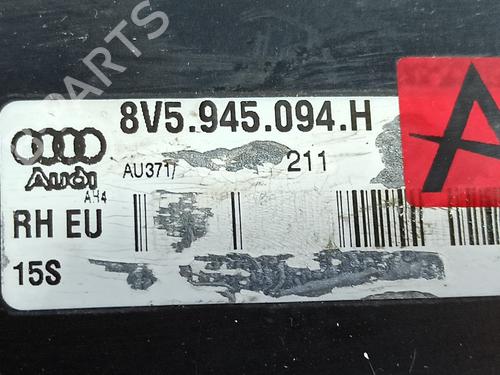 PARTS
8V5.945.094.H
A
Audi
AU371/
211
AH4
RH EU
15S